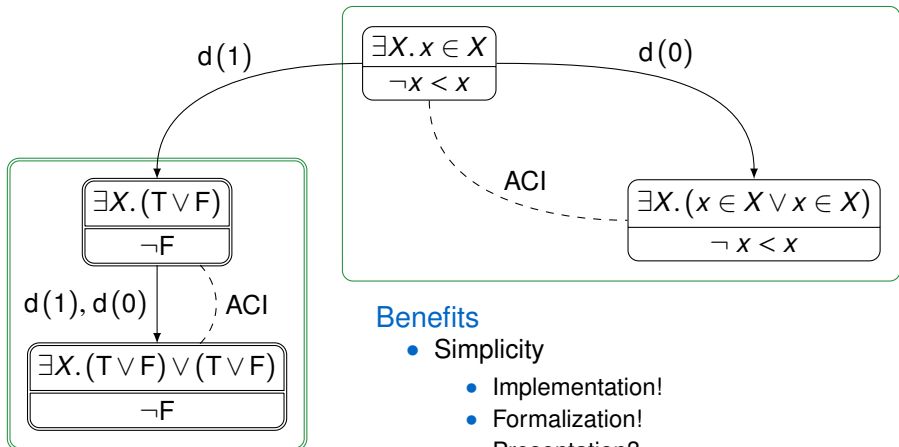 ∃X. x ∈ X
¬x < x
d(1)
d(0)
ACI
∃X. (T ∨ F)
¬F
∃X. (x ∈ X ∨ x ∈ X)
¬ x < x
d(1), d(0)
ACI
∃X. (T ∨ F) ∨ (T ∨ F)
¬F
Benefits
• Simplicity
• Implementation!
• Formalization!